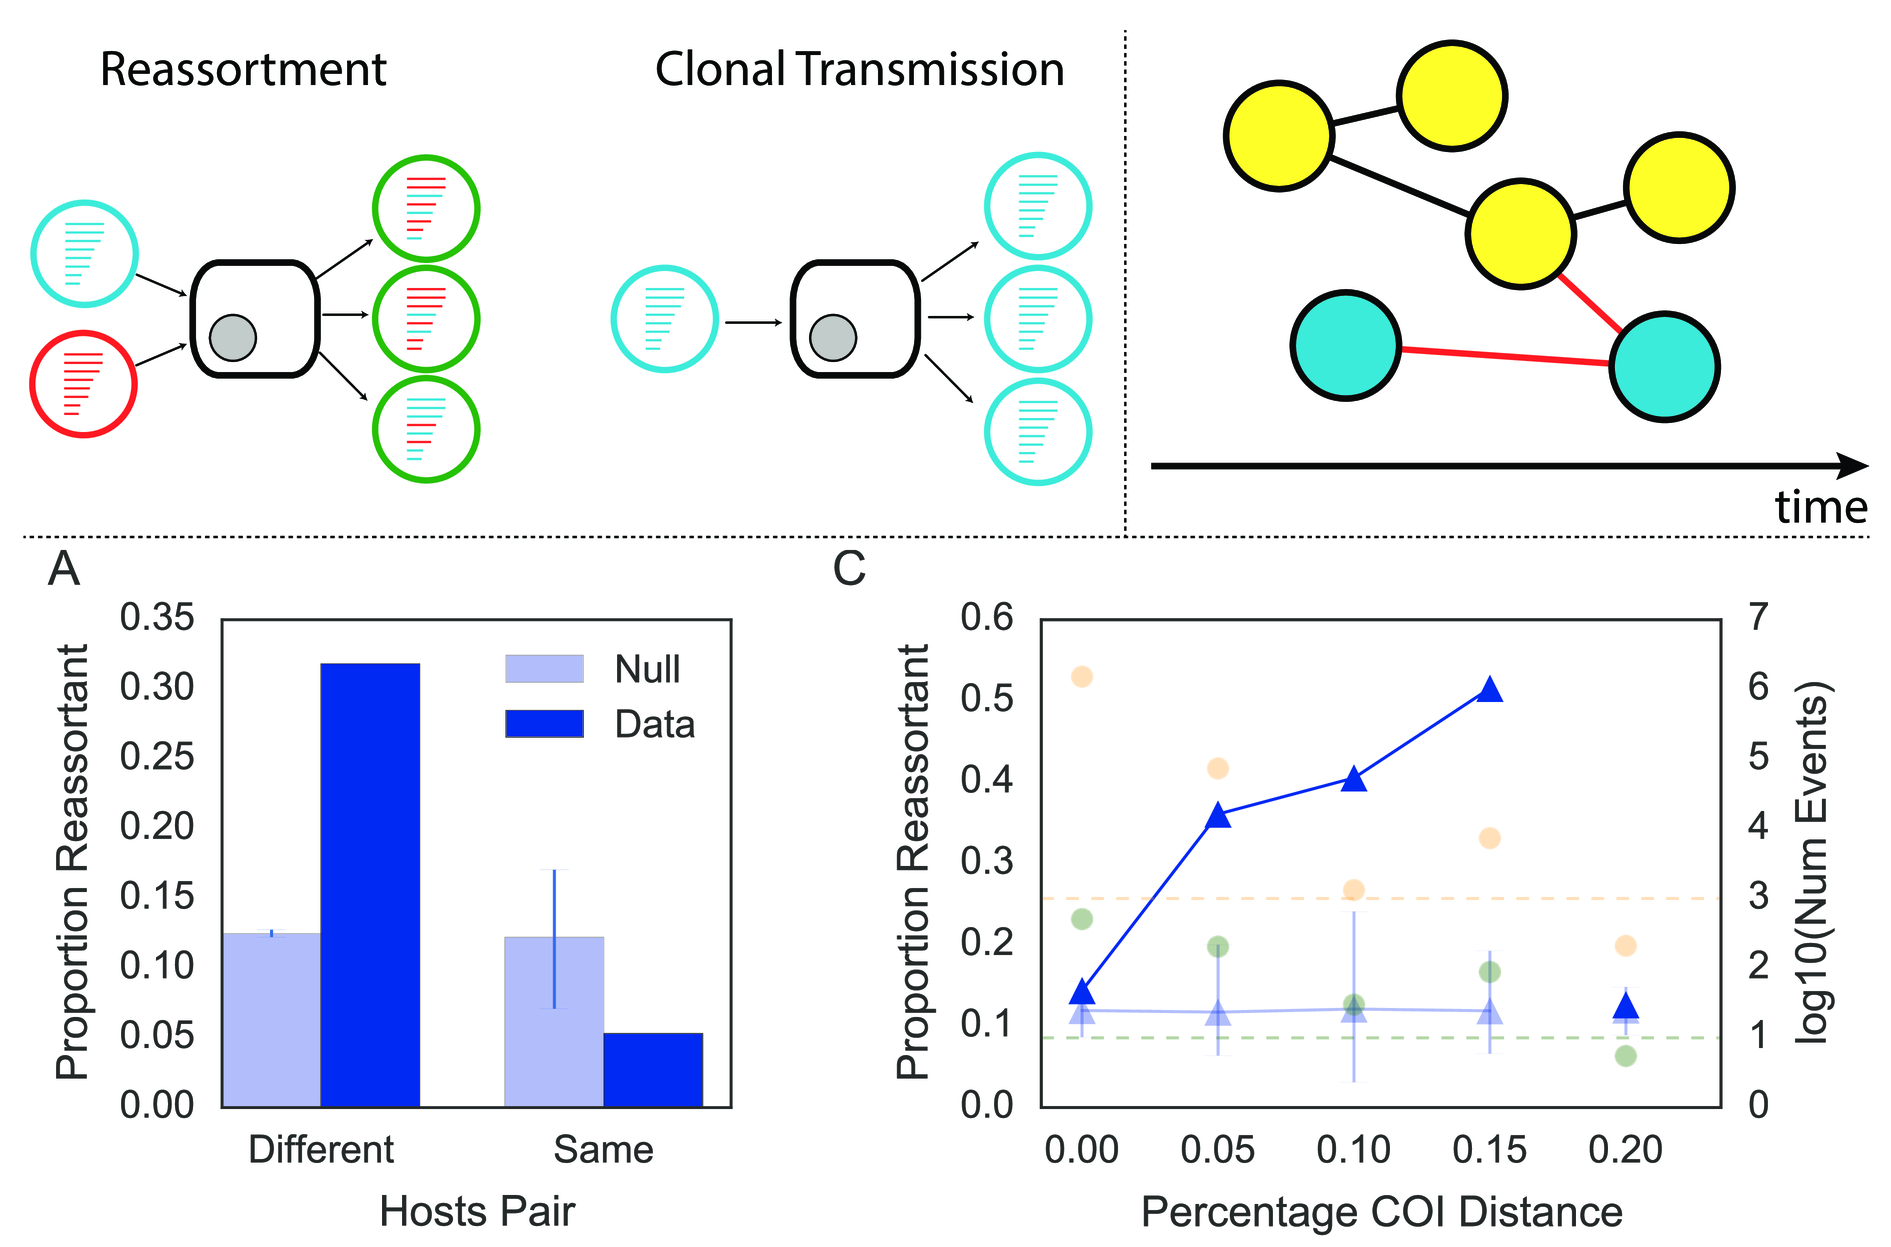 Reassortment
Clonal Transmission
time
A
Proportion Reassortant
0.35
0.30
0.25
0.20
0.15
0.10
0.05
0.00
Null
Data
Different
Same
Hosts Pair
C
Proportion Reassortant
0.6
0.5
0.4
0.3
0.2
0.1
0.0
7
6
5
4
3
2
1
0
log10(Num Events)
0.00
0.05
0.10
0.15
0.20
Percentage COI Distance